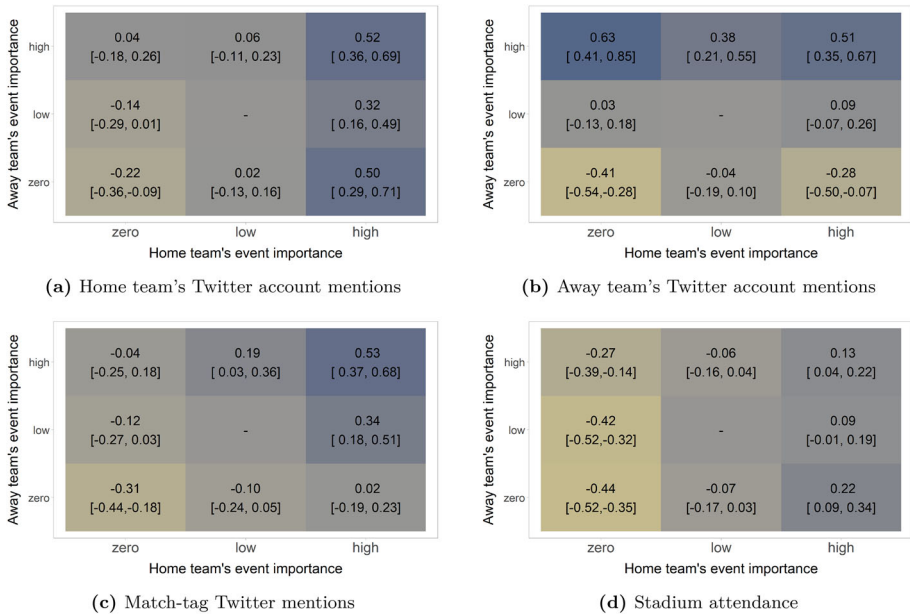 Away team's event importance
high
low
zero
0.04
[-0.18, 0.26]
0.06
[-0.11, 0.23]
0.52
[ 0.36, 0.69]
-0.14
[-0.29, 0.01]
-
0.32
[ 0.16, 0.49]
-0.22
[-0.36,-0.09]
0.02
[-0.13, 0.16]
0.50
[ 0.29, 0.71]
zero
low
high
Home team's event importance
(a) Home team's Twitter account mentions
Away team's event importance
high
low
zero
0.63
[ 0.41, 0.85]
0.38
[ 0.21, 0.55]
0.51
[ 0.35, 0.67]
0.03
[-0.13, 0.18]
-
0.09
[-0.07, 0.26]
-0.41
[-0.54,-0.28]
-0.04
[-0.19, 0.10]
-0.28
[-0.50,-0.07]
zero
low
high
Home team's event importance
(b) Away team's Twitter account mentions
Away team's event importance
high
low
zero
-0.04
[-0.25, 0.18]
0.19
[ 0.03, 0.36]
0.53
[ 0.37, 0.68]
-0.12
[-0.27, 0.03]
-
0.34
[ 0.18, 0.51]
-0.31
[-0.44,-0.18]
-0.10
[-0.24, 0.05]
0.02
[-0.19, 0.23]
zero
low
high
Home team's event importance
(c) Match-tag Twitter mentions
Away team's event importance
high
low
zero
-0.27
[-0.39,-0.14]
-0.06
[-0.16, 0.04]
0.13
[ 0.04, 0.22]
-0.42
[-0.52,-0.32]
-
0.09
[-0.01, 0.19]
-0.44
[-0.52,-0.35]
-0.07
[-0.17, 0.03]
0.22
[ 0.09, 0.34]
zero
low
high
Home team's event importance
(d) Stadium attendance